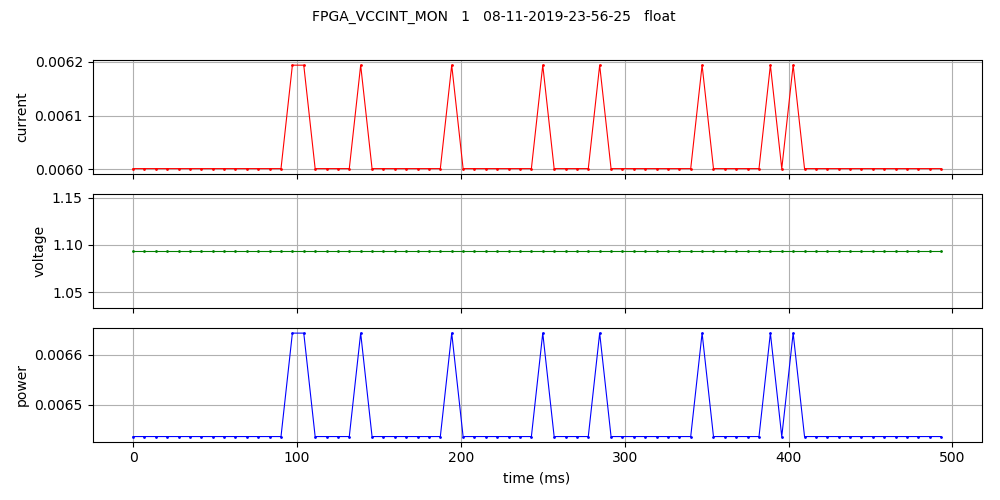 FPGA_VCCINT_MON 1 08-11-2019-23-56-25 float
0.0062
0.0061
0.0060
current
1.15
1.10
1.05
voltage
0.0066
0.0065
power
0 100 200 300 400 500
time (ms)